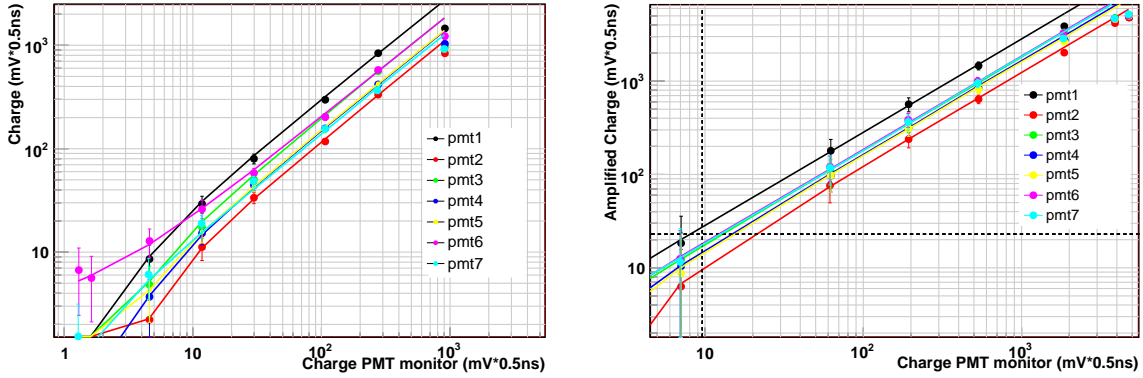 Charge (mV*0.5ns)
10³
10²
10
pmt1
pmt2
pmt3
pmt4
pmt5
pmt6
pmt7
1
10
10²
10³
Charge PMT monitor (mV*0.5ns)
Amplified Charge (mV*0.5ns)
10³
10²
10
pmt1
pmt2
pmt3
pmt4
pmt5
pmt6
pmt7
10
10²
10³
Charge PMT monitor (mV*0.5ns)